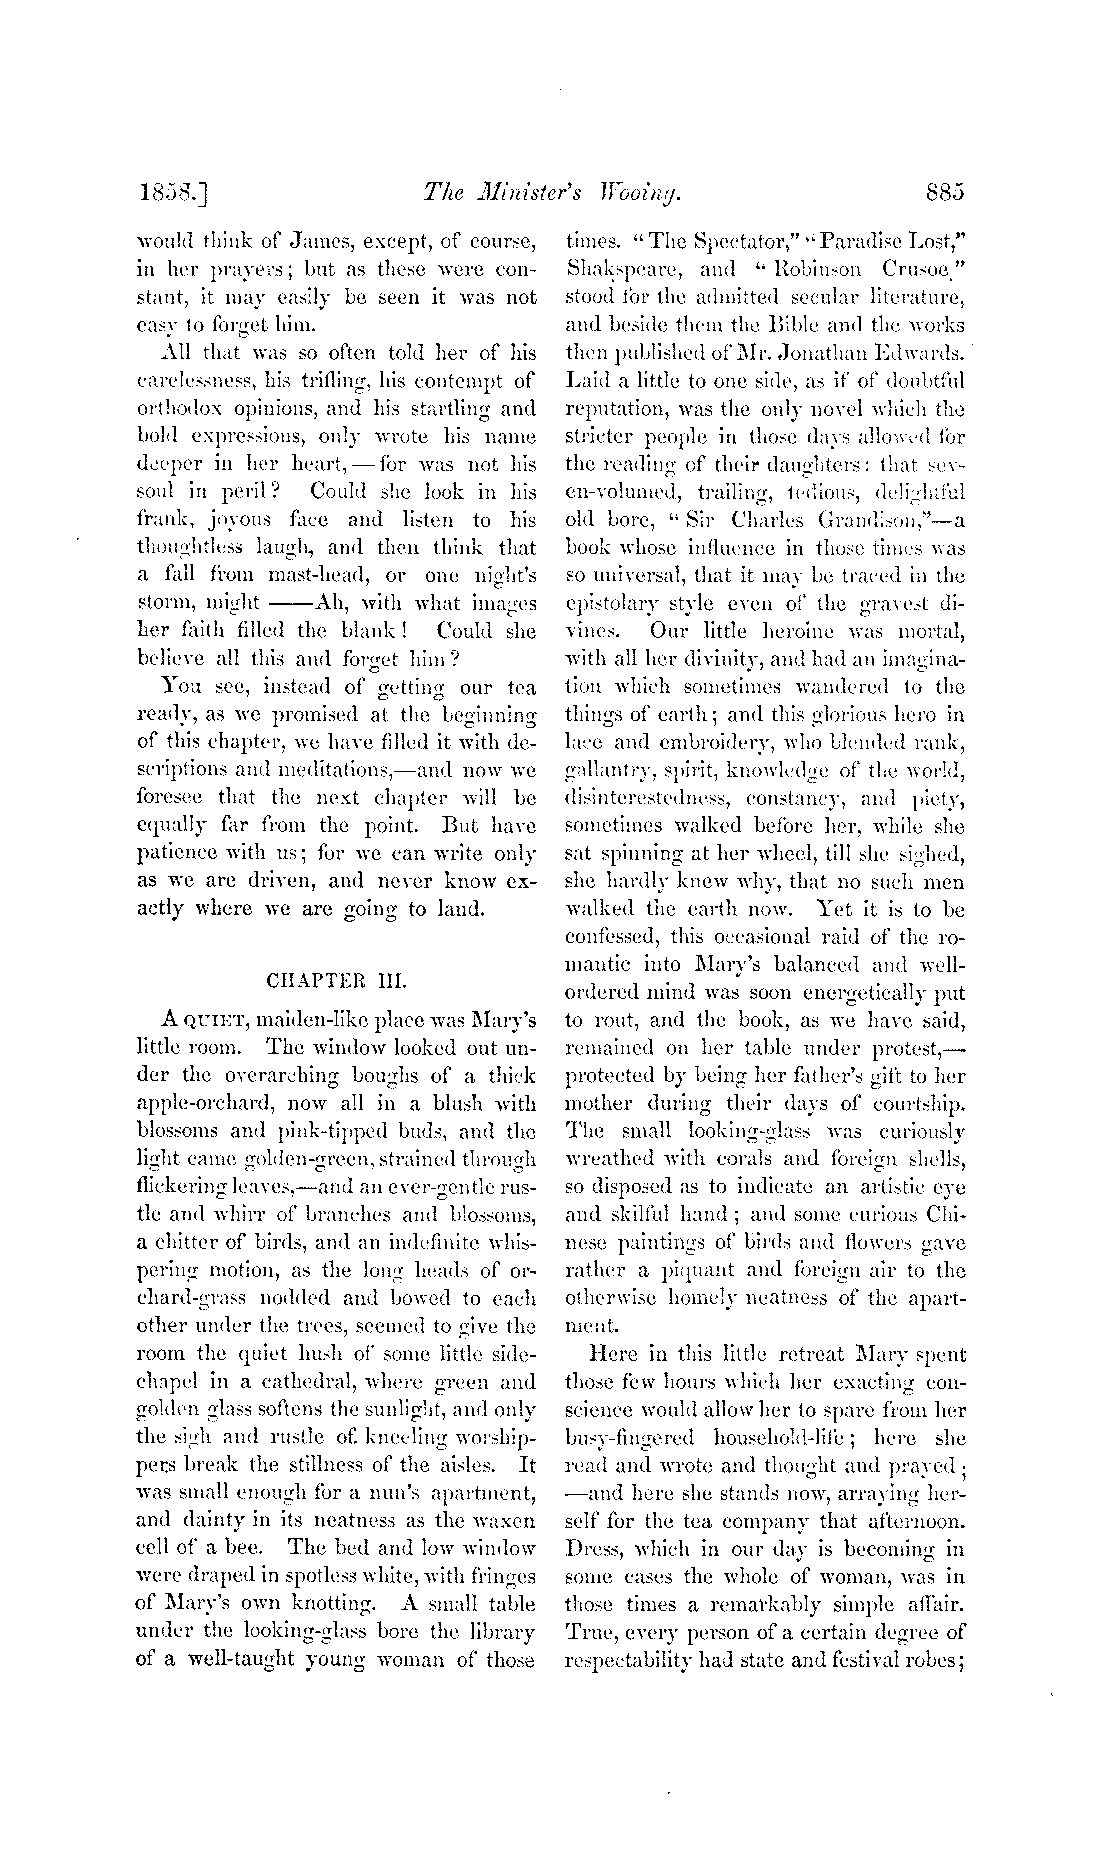 1858.] The Minister's Wooing. 885
would think of James, except, of course,
in her prayers; but as these were con-
stant, it may easily be seen it was not
easy to forget him.
All that was so often told her of his
carelessness, his trifling, his contempt of
orthodox opinions, and his startling and
bold expressions, only wrote his name
deeper in her heart,—for was not his
soul in peril? Could she look in his
frank, joyous face and listen to his
thoughtless laugh, and then think that
a fall from mast-head, or one night's
storm, might ——Ah, with what images
her faith filled the blank! Could she
believe all this and forget him?
You see, instead of getting our tea
ready, as we promised at the beginning
of this chapter, we have filled it with de-
scriptions and meditations,—and now we
foresee that the next chapter will be
equally far from the point. But have
patience with us; for we can write only
as we are driven, and never know ex-
actly where we are going to land.
CHAPTER III.
A QUIET, maiden-like place was Mary's
little room. The window looked out un-
der the overarching boughs of a thick
apple-orchard, now all in a blush with
blossoms and pink-tipped buds, and the
light came golden-green, strained through
flickering leaves,—and an ever-gentle rus-
tle and whirr of branches and blossoms,
a chitter of birds, and an indefinite whis-
pering motion, as the long heads of or-
chard-grass nodded and bowed to each
other under the trees, seemed to give the
room the quiet hush of some little side-
chapel in a cathedral, where green and
golden glass softens the sunlight, and only
the sigh and rustle of kneeling worship-
pers break the stillness of the aisles. It
was small enough for a nun's apartment,
and dainty in its neatness as the waxen
cell of a bee. The bed and low window
were draped in spotless white, with fringes
of Mary's own knotting. A small table
under the looking-glass bore the library
of a well-taught young woman of those
times. "The Spectator," "Paradise Lost,"
Shakspeare, and "Robinson Crusoe,"
stood for the admitted secular literature,
and beside them the Bible and the works
then published of Mr. Jonathan Edwards.
Laid a little to one side, as if of doubtful
reputation, was the only novel which the
stricter people in those days allowed for
the reading of their daughters: that sev-
en-volumed, trailing, tedious, delightful
old bore, "Sir Charles Grandison,"—a
book whose influence in those times was
so universal, that it may be traced in the
epistolary style even of the gravest di-
vines. Our little heroine was mortal,
with all her divinity, and had an imagina-
tion which sometimes wandered to the
things of earth; and this glorious hero in
lace and embroidery, who blended rank,
gallantry, spirit, knowledge of the world,
disinterestedness, constancy, and piety,
sometimes walked before her, while she
sat spinning at her wheel, till she sighed,
she hardly knew why, that no such men
walked the earth now. Yet it is to be
confessed, this occasional raid of the ro-
mantic into Mary's balanced and well-
ordered mind was soon energetically put
to rout, and the book, as we have said,
remained on her table under protest,—
protected by being her father's gift to her
mother during their days of courtship.
The small looking-glass was curiously
wreathed with corals and foreign shells,
so disposed as to indicate an artistic eye
and skilful hand; and some curious Chi-
nese paintings of birds and flowers gave
rather a piquant and foreign air to the
otherwise homely neatness of the apart-
ment.
Here in this little retreat Mary spent
those few hours which her exacting con-
science would allow her to spare from her
busy-fingered household-life; here she
read and wrote and thought and prayed;
—and here she stands now, arraying her-
self for the tea company that afternoon.
Dress, which in our day is becoming in
some cases the whole of woman, was in
those times a remarkably simple affair.
True, every person of a certain degree of
respectability had state and festival robes;